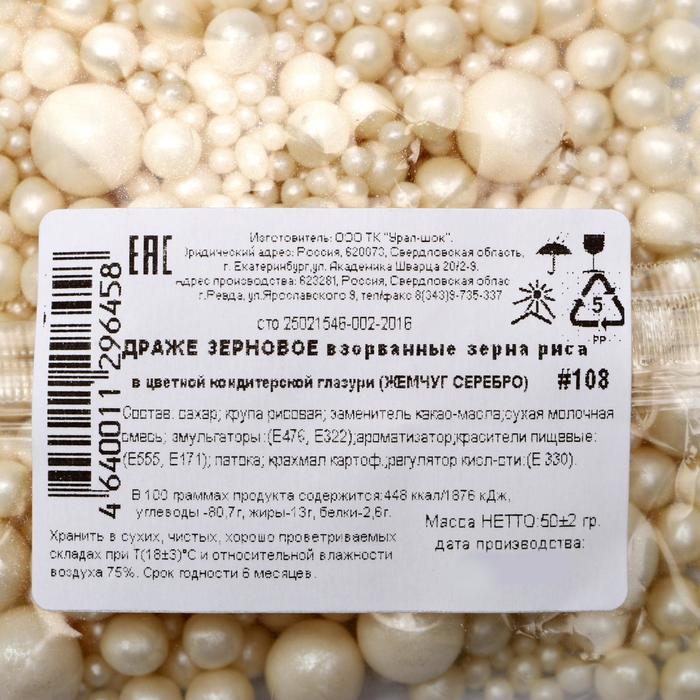 EAC
Изготовитель: ООО ТК "Урал-шок".
Юридический адрес: Россия, 620073, Свердловская область,
г. Екатеринбург,ул. Академика Шварца 20/2-9.
Адрес производства: 623281, Россия, Свердловская область
г.Ревда, ул.Ярославского 9, тел/факс 8(343)9-735-337
сто 25021546-002-2016
5
PP
ДРАЖЕ ЗЕРНОВОЕ взорванные зерна риса
в цветной кондитерской глазури (ЖЕМЧУГ СЕРЕБРО) #108
Состав: сахар; крупа рисовая; заменитель какао-масла;сухая молочная
смесь; эмульгаторы:(Е476, Е322);ароматизатор;красители пищевые:
(Е555, Е171); патока; крахмал картоф.;регулятор кисл-сти:(Е 330).
В 100 граммах продукта содержится:448 ккал/1876 кДж,
углеводы -80,7г, жиры-13г, белки-2,6г.
Масса НЕТТО:50±2 гр.
дата производства:
Хранить в сухих, чистых, хорошо проветриваемых
складах при Т(18±3)°С и относительной влажности
воздуха 75%. Срок годности 6 месяцев.
4 640011 296458